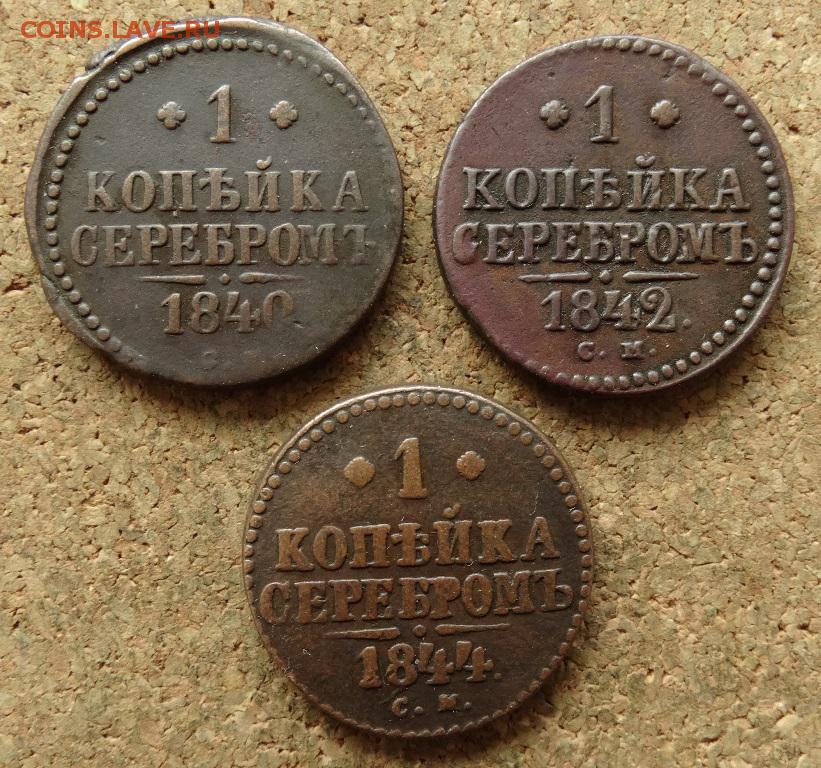 COINS.LAVE.RU
1
КОПѢЙКА
СЕРЕБРОМЪ
1840
1
КОПѢЙКА
СЕРЕБРОМЪ
1842.
С. М.
1
КОПѢЙКА
СЕРЕБРОМЪ
1844.
С. М.